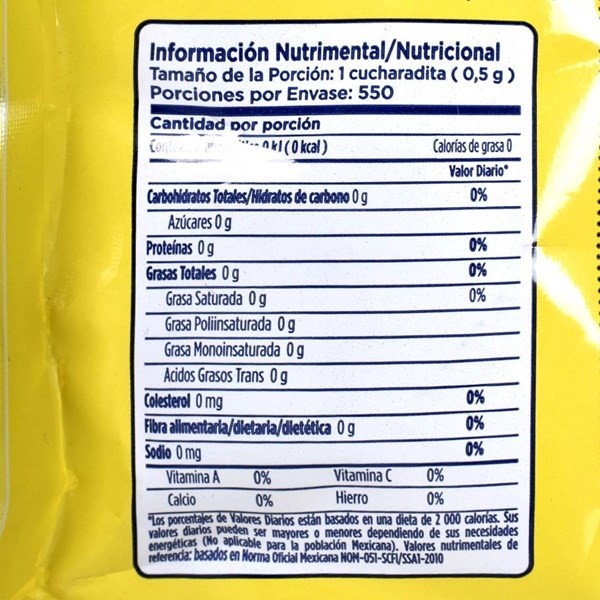 Información Nutrimental/Nutricional
Tamaño de la Porción: 1 cucharadita ( 0,5 g )
Porciones por Envase: 550
Cantidad por porción
0 kJ ( 0 kcal ) Calorías de grasa 0
Valor Diario*
Carbohidratos Totales/Hidratos de carbono 0 g 0%
Azúcares 0 g
Proteínas 0 g 0%
Grasas Totales 0 g 0%
Grasa Saturada 0 g 0%
Grasa Poliinsaturada 0 g
Grasa Monoinsaturada 0 g
Acidos Grasos Trans 0 g
Colesterol 0 mg 0%
Fibra alimentaria/dietaria/dietética 0 g 0%
Sodio 0 mg 0%
Vitamina A 0% Vitamina C 0%
Calcio 0% Hierro 0%
*Los porcentajes de Valores Diarios están basados en una dieta de 2 000 calorías. Sus
valores diarios pueden ser mayores o menores dependiendo de sus necesidades
energéticas (No aplicable para la población Mexicana). Valores nutrimentales de
referencia: basados en Norma Oficial Mexicana NOM-051-SCFI/SSA1-2010